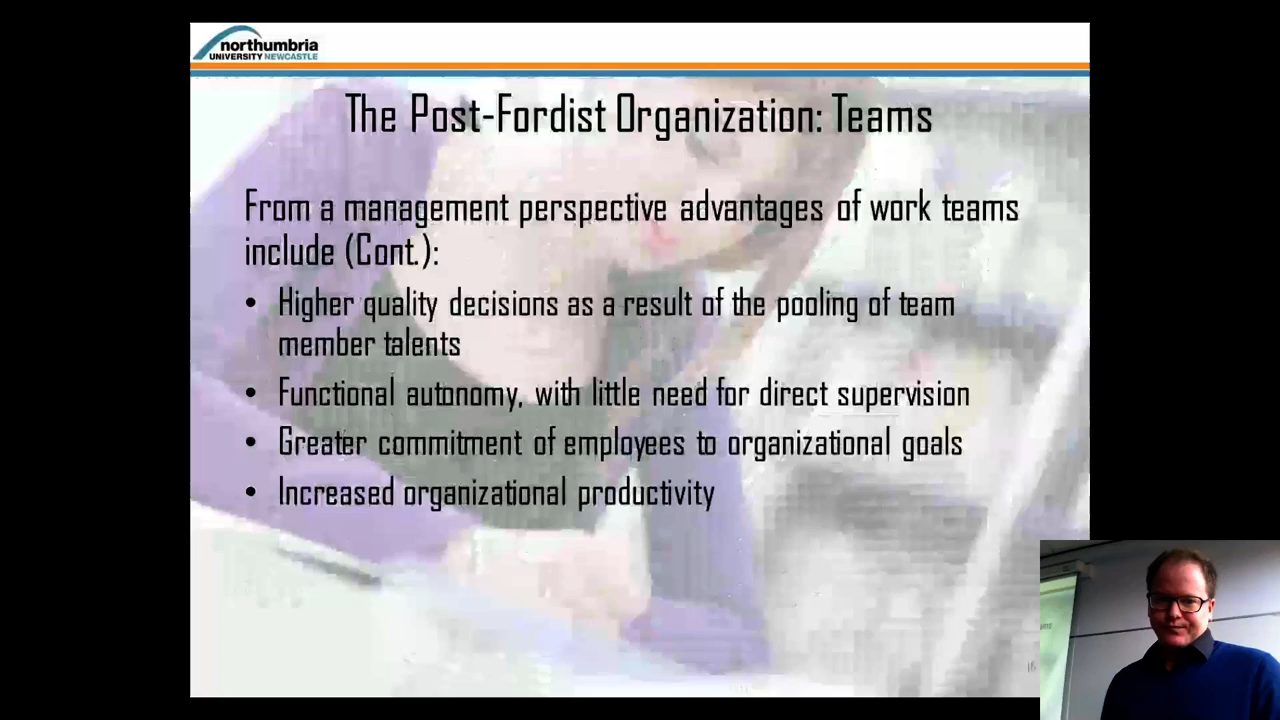 northumbria
UNIVERSITY NEWCASTLE
The Post-Fordist Organization: Teams
From a management perspective advantages of work teams
include (Cont.):
• Higher quality decisions as a result of the pooling of team
member talents
• Functional autonomy, with little need for direct supervision
• Greater commitment of employees to organizational goals
• Increased organizational productivity